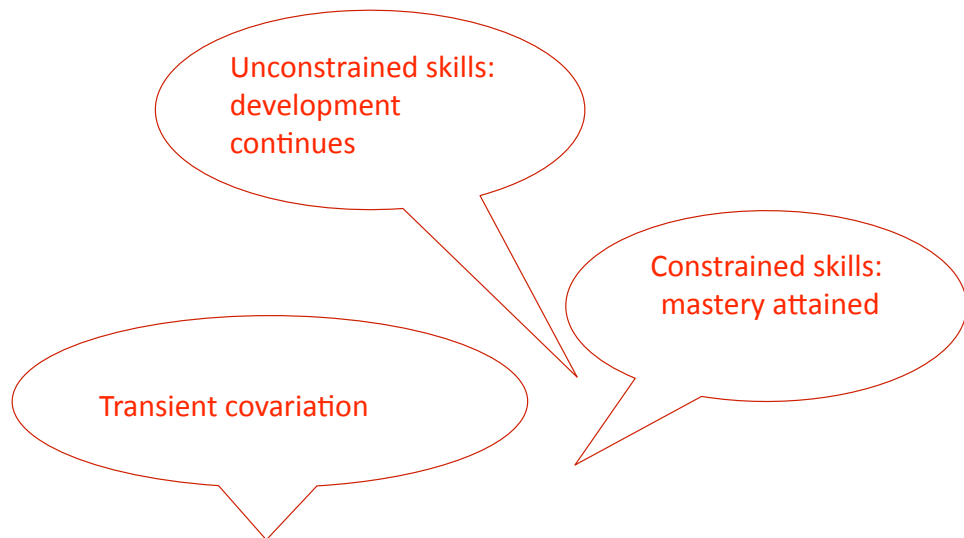 Unconstrained skills:
development
continues
Constrained skills:
mastery attained
Transient covariation